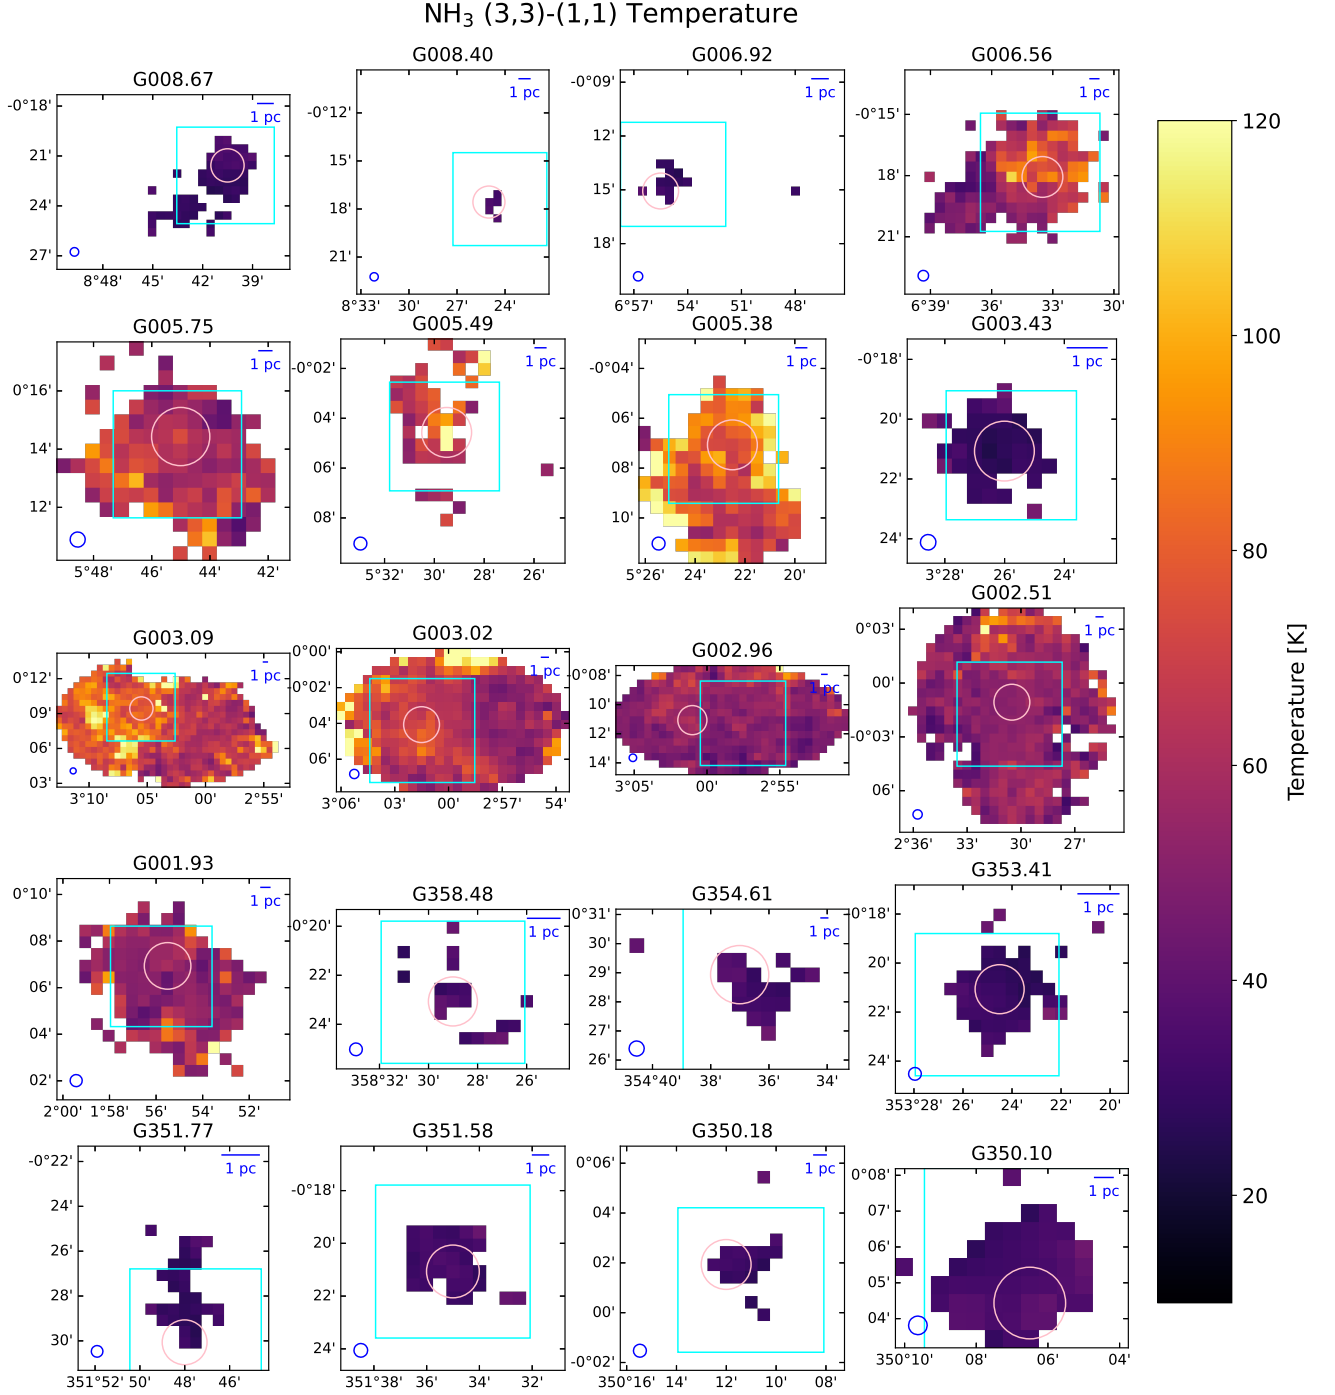 NH₃ (3,3)-(1,1) Temperature
G008.67
1 pc
-0°18'
21'
24'
27'
8°48' 45' 42' 39'
G008.40
1 pc
-0°12'
15'
18'
21'
8°33' 30' 27' 24'
G006.92
1 pc
-0°09'
12'
15'
18'
6°57' 54' 51' 48'
G006.56
1 pc
-0°15'
18'
21'
6°39' 36' 33' 30'
G005.75
1 pc
0°16'
14'
12'
5°48' 46' 44' 42'
G005.49
1 pc
-0°02'
04'
06'
08'
5°32' 30' 28' 26'
G005.38
1 pc
-0°04'
06'
08'
10'
5°26' 24' 22' 20'
G003.43
1 pc
-0°18'
20'
22'
24'
3°28' 26' 24'
G003.09
1 pc
0°12'
09'
06'
03'
3°10' 05' 00' 2°55'
G003.02
1 pc
0°00'
-0°02'
04'
06'
3°06' 03' 00' 2°57' 54'
G002.96
1 pc
-0°08'
10'
12'
14'
3°05' 00' 2°55'
G002.51
1 pc
0°03'
00'
-0°03'
06'
2°36' 33' 30' 27'
G001.93
1 pc
0°10'
08'
06'
04'
02'
2°00' 1°58' 56' 54' 52'
G358.48
1 pc
-0°20'
22'
24'
358°32' 30' 28' 26'
G354.61
1 pc
0°31'
30'
29'
28'
27'
26'
354°40' 38' 36' 34'
G353.41
1 pc
-0°18'
20'
22'
24'
353°28' 26' 24' 22' 20'
G351.77
1 pc
-0°22'
24'
26'
28'
30'
351°52' 50' 48' 46'
G351.58
1 pc
-0°18'
20'
22'
24'
351°38' 36' 34' 32'
G350.18
1 pc
0°06'
04'
02'
00'
-0°02'
350°16' 14' 12' 10' 08'
G350.10
1 pc
0°08'
07'
06'
05'
04'
350°10' 08' 06' 04'
120
100
80
60
40
20
Temperature [K]